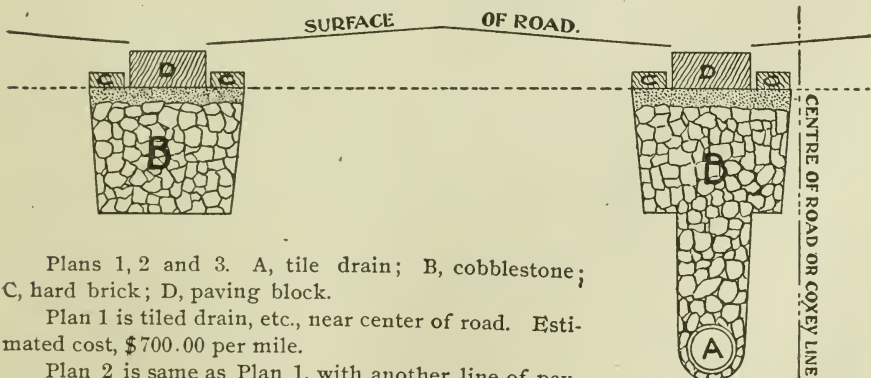 SURFACE OF ROAD.
C D C C D C
B B
CENTRE OF ROAD OR COXEY LINE
A
Plans 1, 2 and 3. A, tile drain; B, cobblestone;
C, hard brick; D, paving block.
Plan 1 is tiled drain, etc., near center of road. Esti-
mated cost, $700.00 per mile.
Plan 2 is same as Plan 1, with another line of pav-